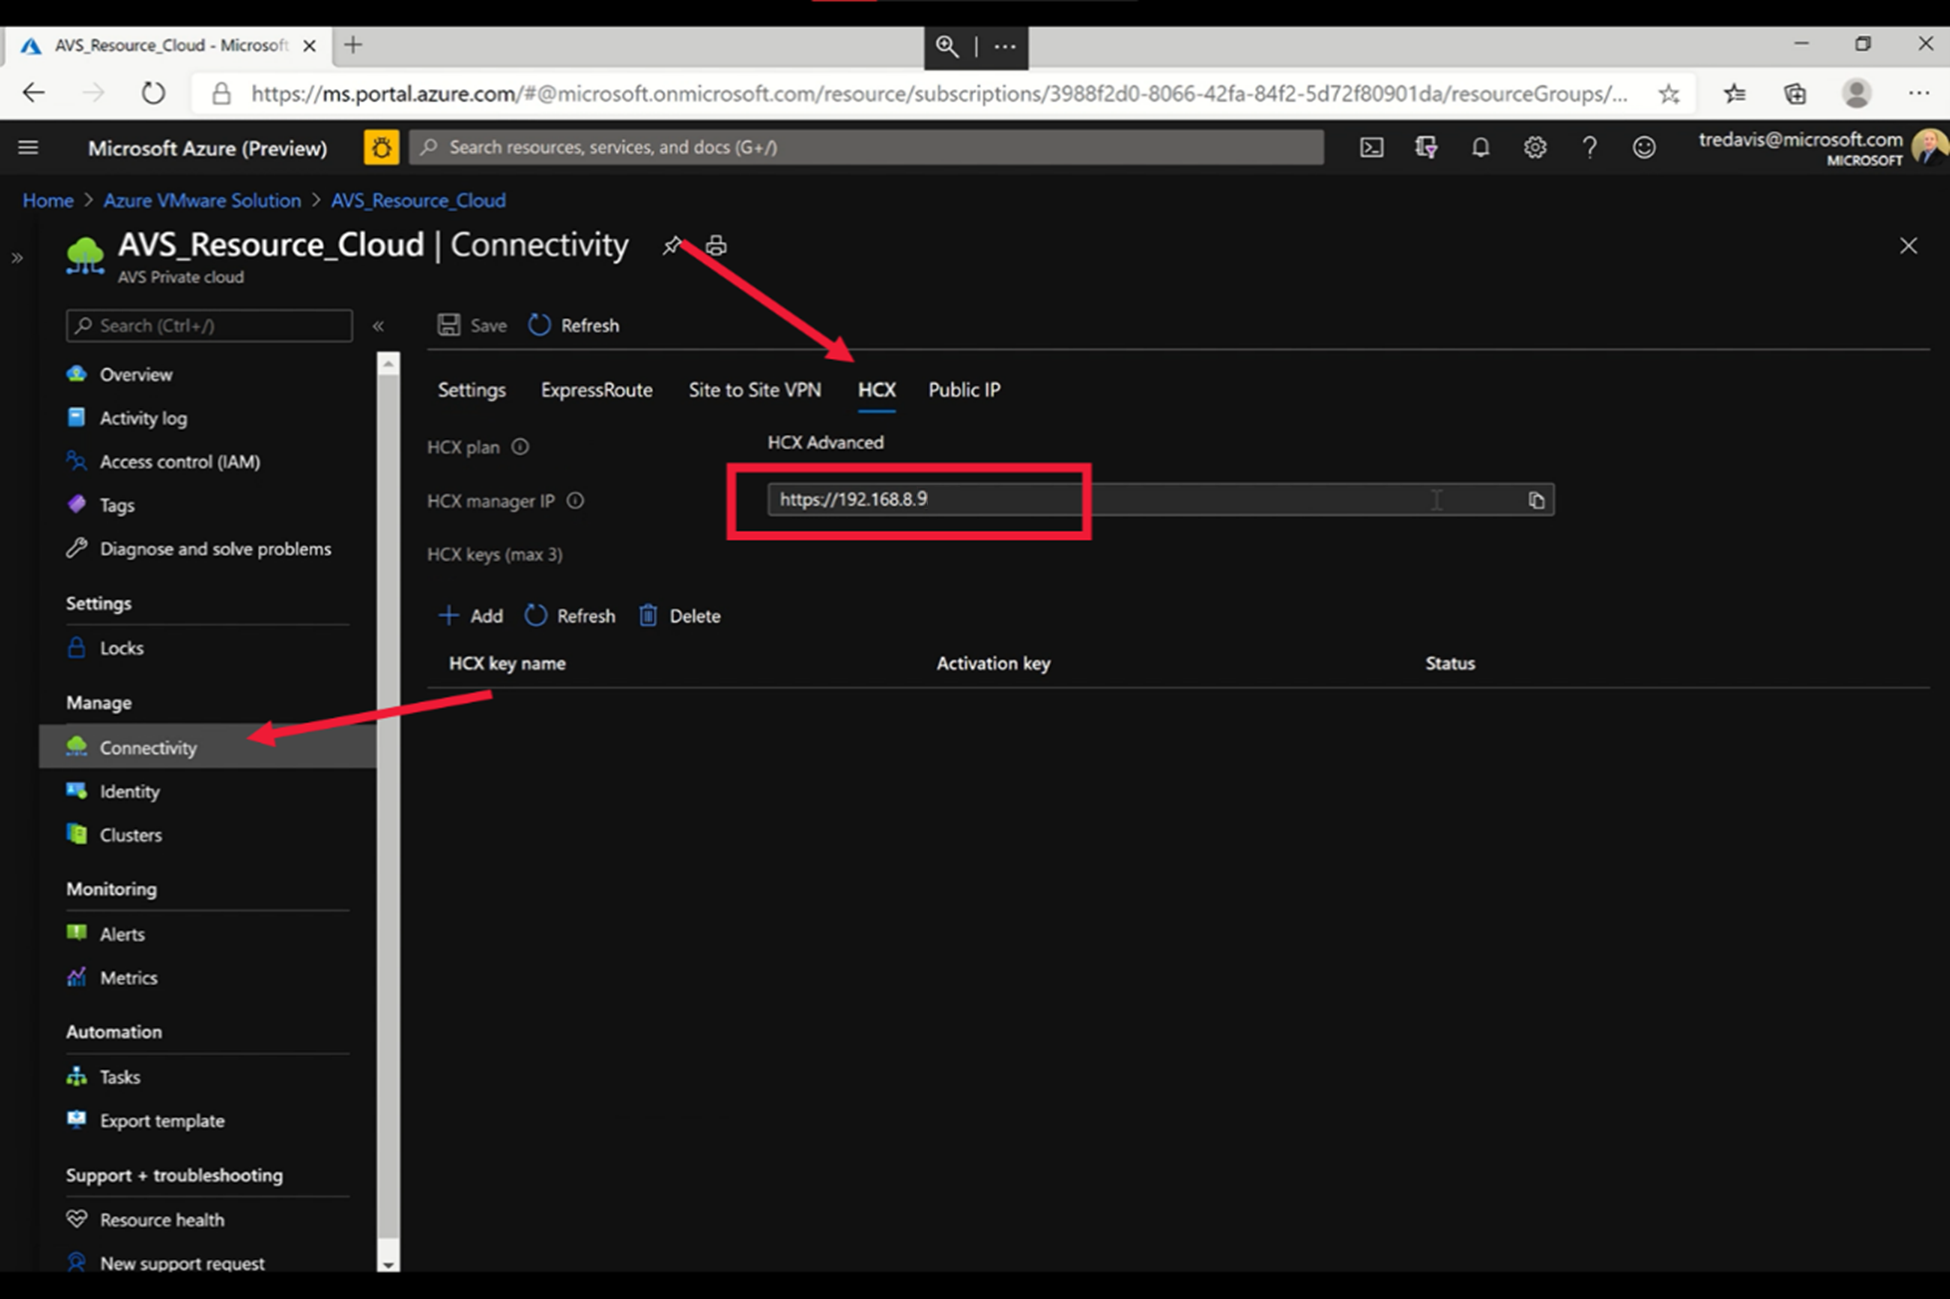 AVS_Resource_Cloud - Microsoft
https://ms.portal.azure.com/#@microsoft.onmicrosoft.com/resource/subscriptions/3988f2d0-8066-42fa-84f2-5d72f80901da/resourceGroups/...
Microsoft Azure (Preview)
Search resources, services, and docs (G+/)
tredavis@microsoft.com
MICROSOFT
Home > Azure VMware Solution > AVS_Resource_Cloud
AVS_Resource_Cloud | Connectivity
AVS Private cloud
Search (Ctrl+/)
Overview
Activity log
Access control (IAM)
Tags
Diagnose and solve problems
Settings
Locks
Manage
Connectivity
Identity
Clusters
Monitoring
Alerts
Metrics
Automation
Tasks
Export template
Support + troubleshooting
Resource health
New support request
Save Refresh
Settings ExpressRoute Site to Site VPN HCX Public IP
HCX plan HCX Advanced
HCX manager IP https://192.168.8.9
HCX keys (max 3)
Add Refresh Delete
HCX key name Activation key Status